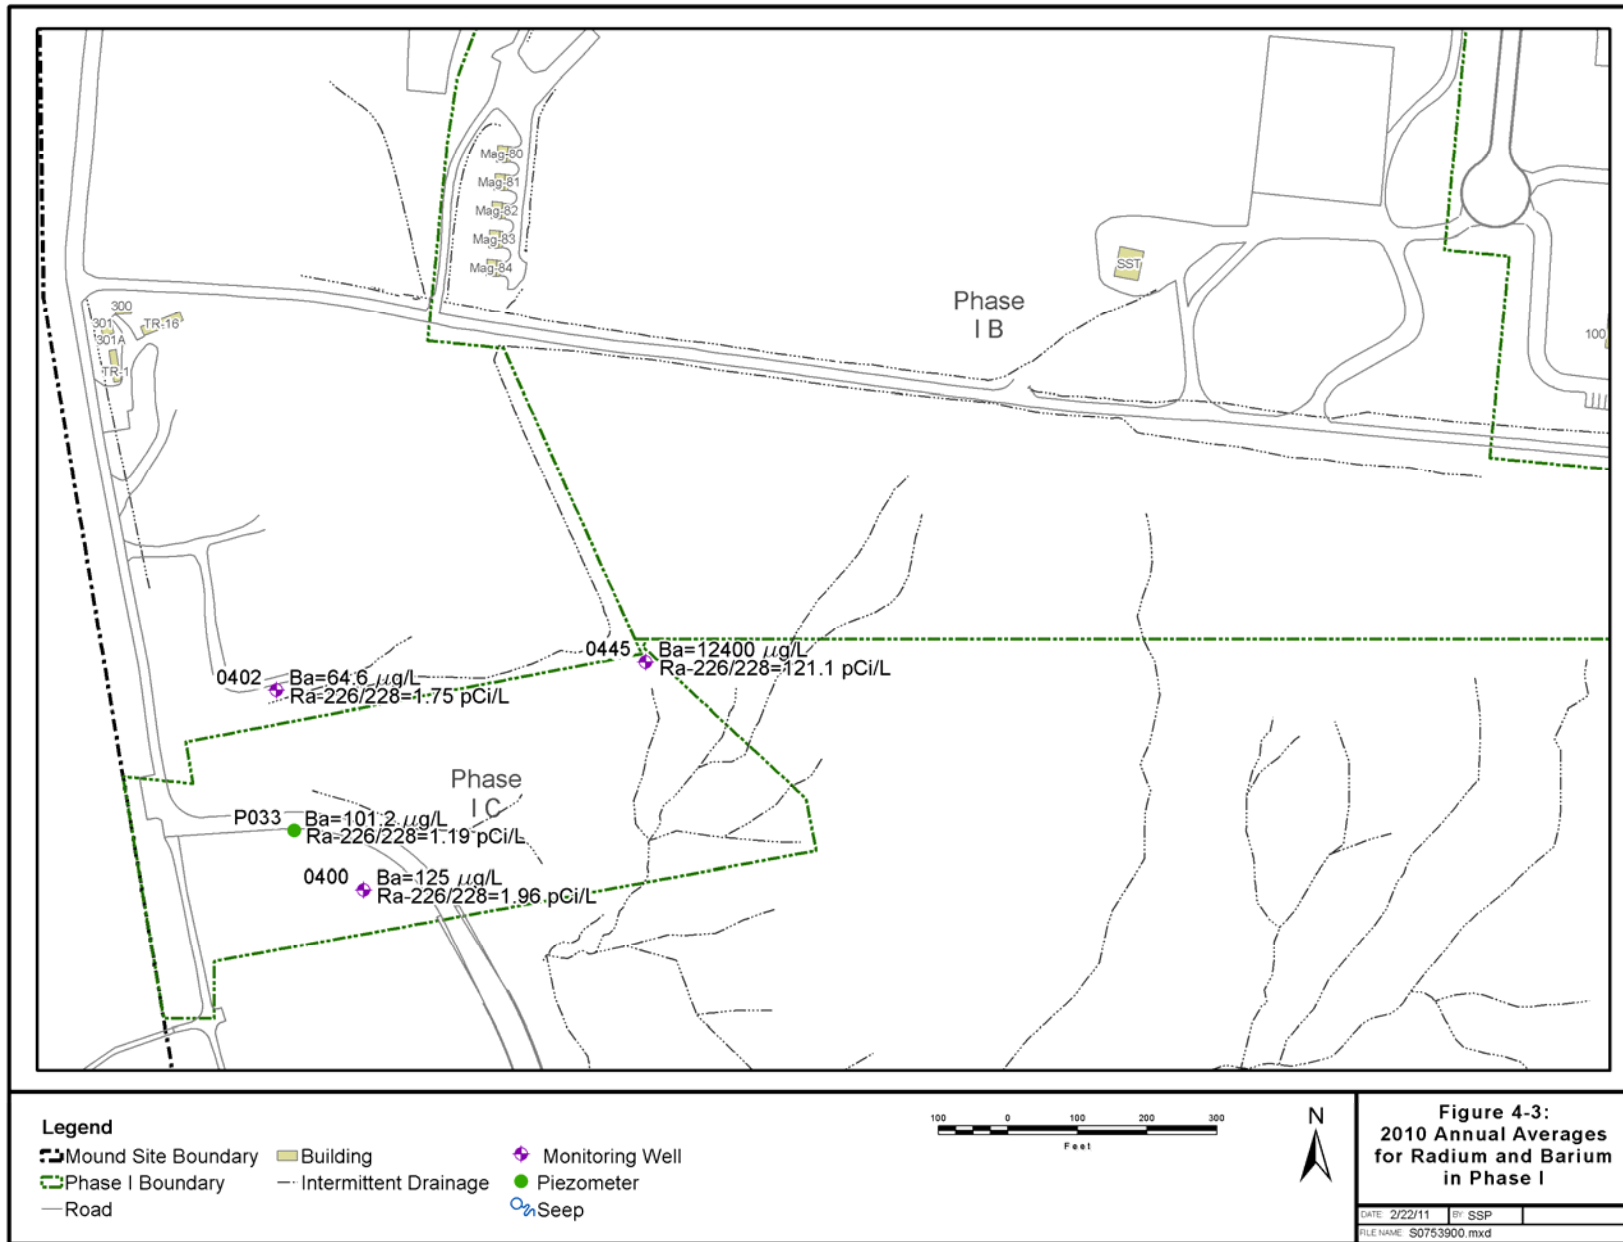 Mag-80
Mag-81
Mag-82
Mag-83
Mag-84
SST
Phase
I B
300
301
TR-16
301A
TR-1
100
0445
Ba=12400 µg/L
Ra-226/228=121.1 pCi/L
0402
Ba=64.6 µg/L
Ra-226/228=1.75 pCi/L
Phase
I C
P033
Ba=101.2 µg/L
Ra-226/228=1.19 pCi/L
0400
Ba=125 µg/L
Ra-226/228=1.96 pCi/L
Legend
Mound Site Boundary
Phase I Boundary
Road
Building
Intermittent Drainage
Monitoring Well
Piezometer
Seep
100 0 100 200 300
Feet
N
Figure 4-3:
2010 Annual Averages
for Radium and Barium
in Phase I
DATE: 2/22/11 BY: SSP
FILE NAME: S0753900.mxd